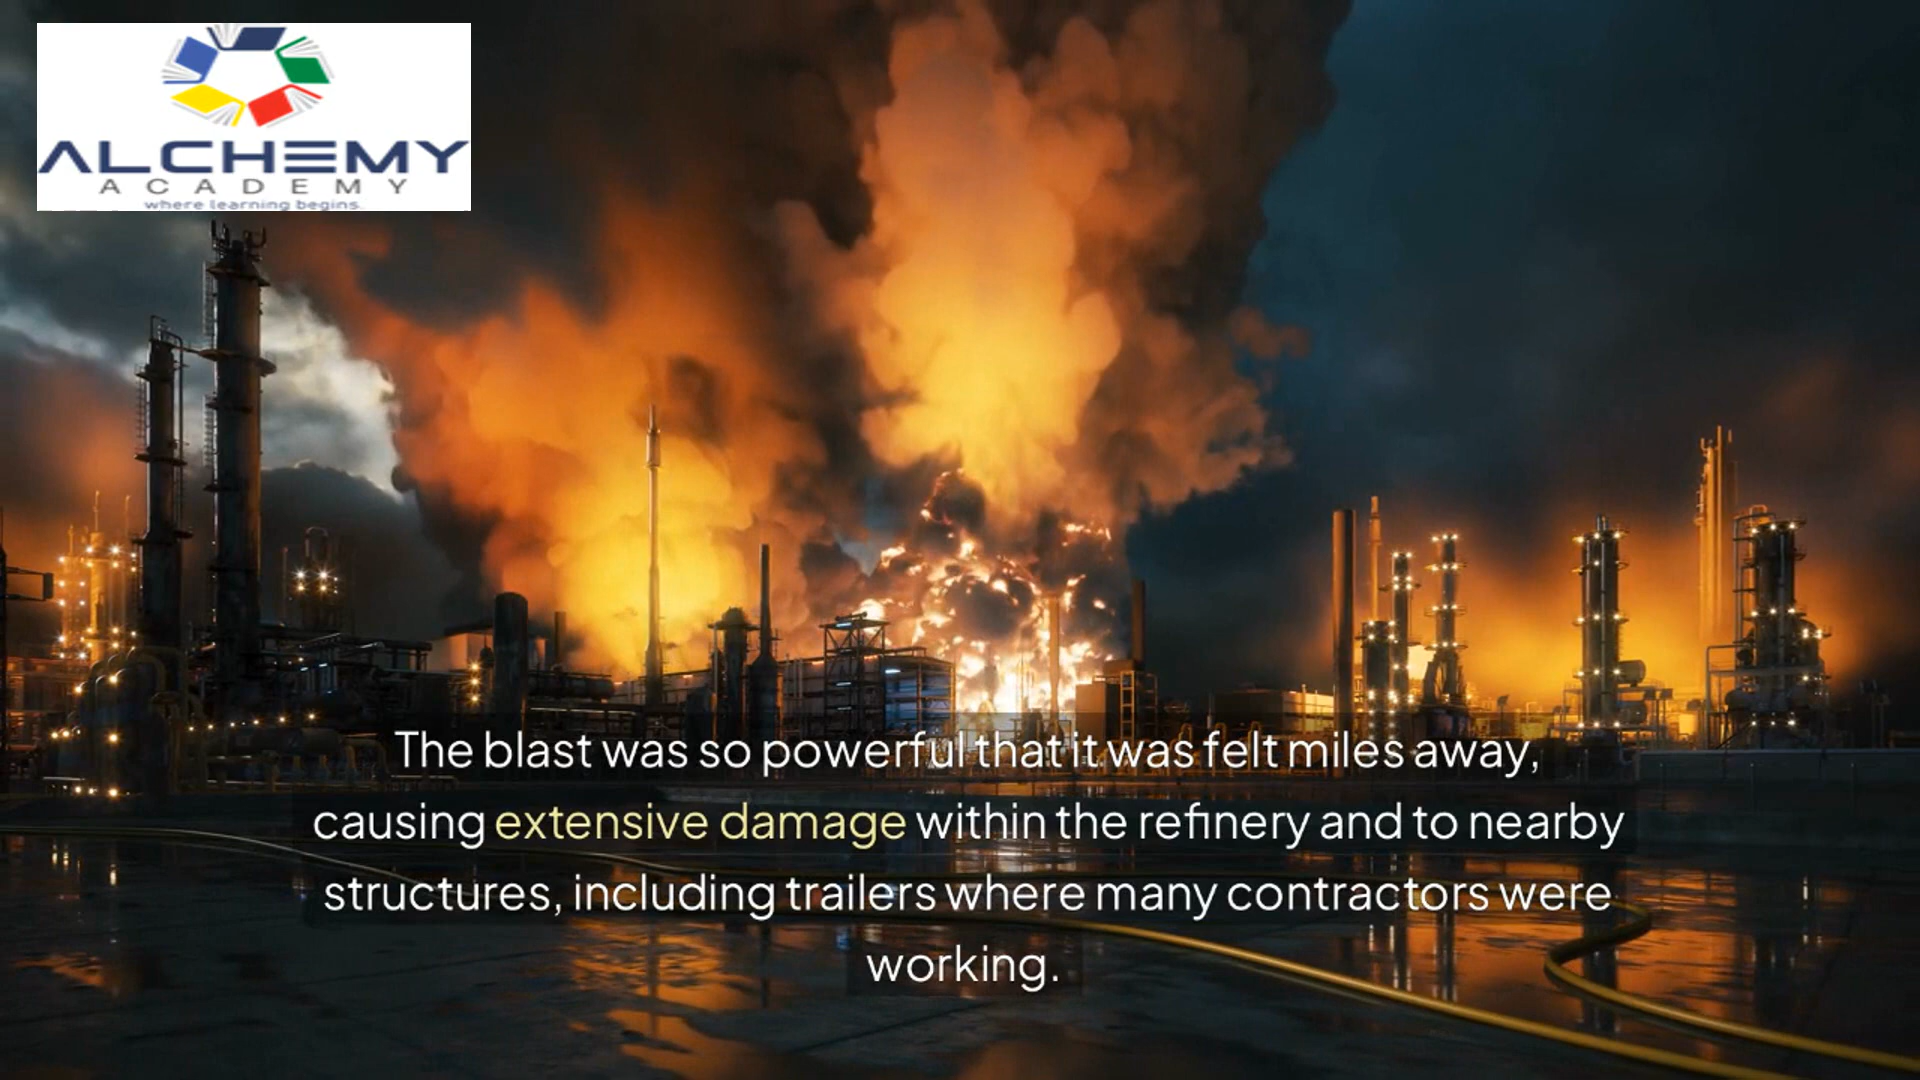 ALCHEMY
ACADEMY
where learning begins.
The blast was so powerful that it was felt miles away,
causing extensive damage within the refinery and to nearby
structures, including trailers where many contractors were
working.